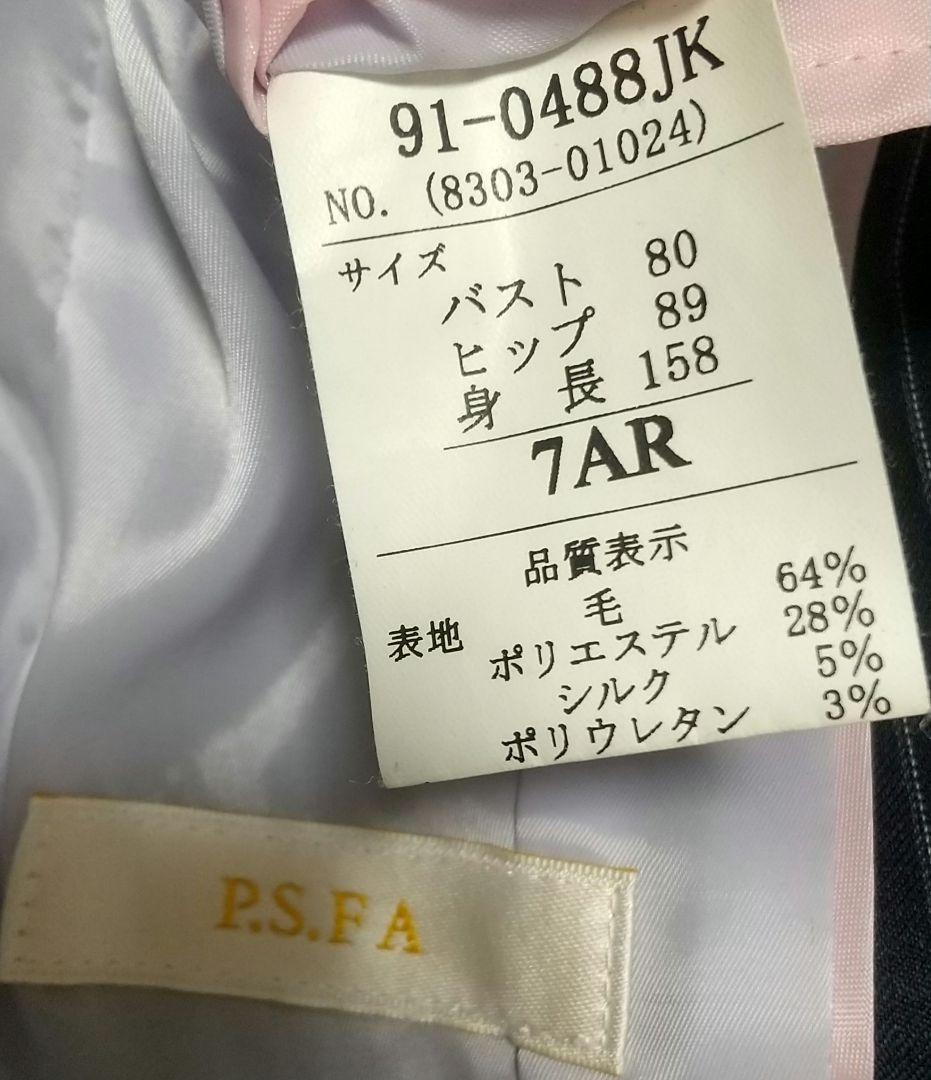 91-0488JK
NO. (8303-01024)
サイズ
バスト 80
ヒップ 89
身 長 158
7AR
品質表示
表地 毛 64%
ポリエステル 28%
シルク 5%
ポリウレタン 3%
P.S.FA